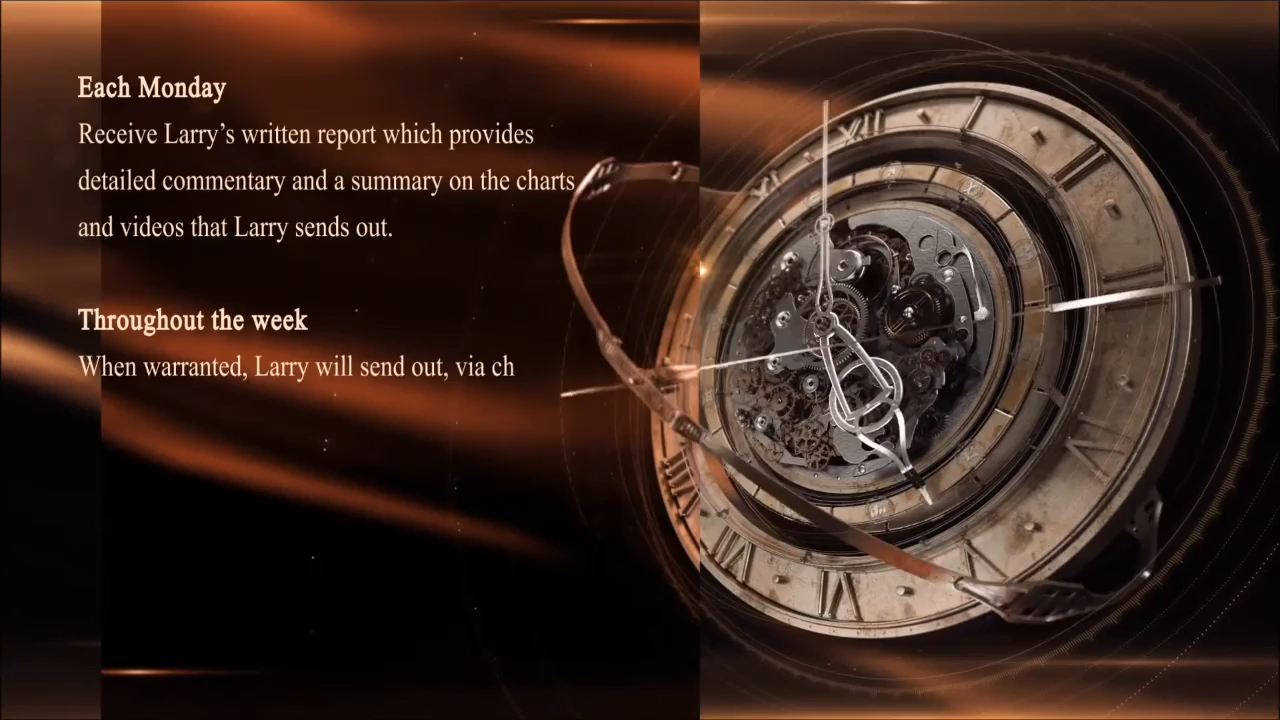 Each Monday
Receive Larry’s written report which provides
detailed commentary and a summary on the charts
and videos that Larry sends out.
Throughout the week
When warranted, Larry will send out, via ch